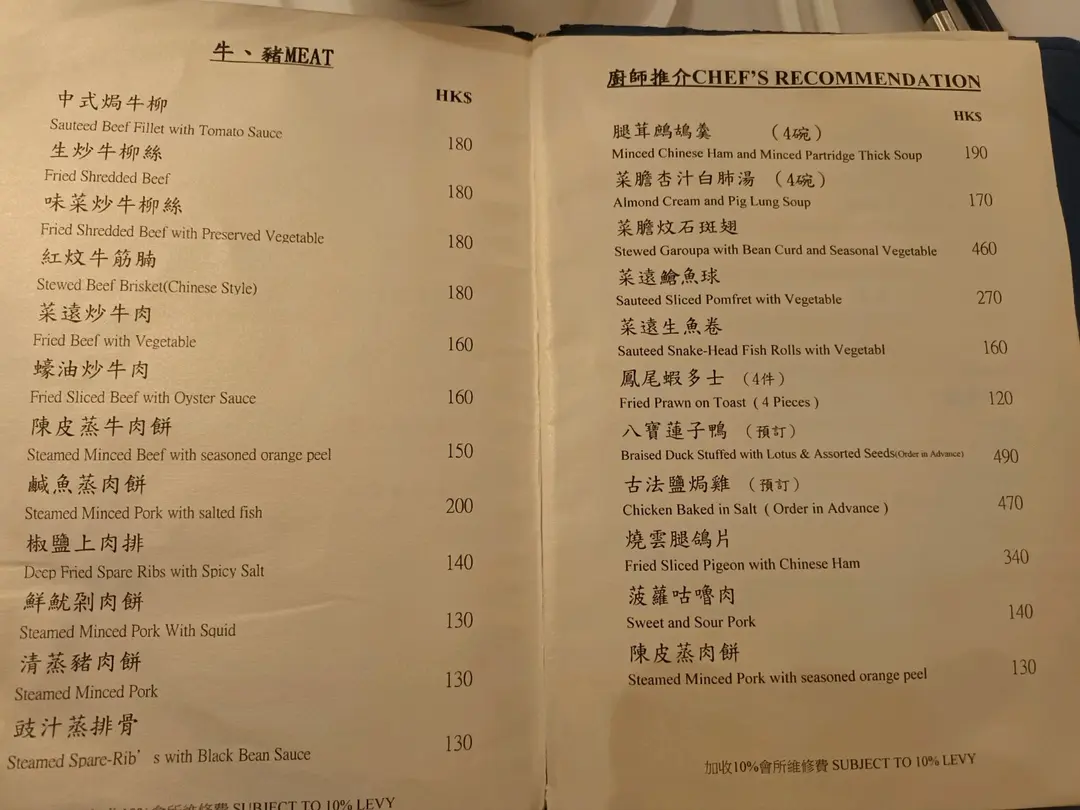 牛、豬MEAT
HK$
中式焗牛柳
Sauteed Beef Fillet with Tomato Sauce 180
生炒牛柳絲
Fried Shredded Beef 180
味菜炒牛柳絲
Fried Shredded Beef with Preserved Vegetable 180
紅炆牛筋腩
Stewed Beef Brisket(Chinese Style) 180
菜遠炒牛肉
Fried Beef with Vegetable 160
蠔油炒牛肉
Fried Sliced Beef with Oyster Sauce 160
陳皮蒸牛肉餅
Steamed Minced Beef with seasoned orange peel 150
鹹魚蒸肉餅
Steamed Minced Pork with salted fish 200
椒鹽上肉排
Deep Fried Spare Ribs with Spicy Salt 140
鮮魷剁肉餅
Steamed Minced Pork With Squid 130
清蒸豬肉餅
Steamed Minced Pork 130
豉汁蒸排骨
Steamed Spare-Rib’s with Black Bean Sauce 130
10%會所維修費 SUBJECT TO 10% LEVY
廚師推介CHEF'S RECOMMENDATION
HK$
腿茸鷓鴣羹 (4碗)
Minced Chinese Ham and Minced Partridge Thick Soup 190
菜膽杏汁白肺湯 (4碗)
Almond Cream and Pig Lung Soup 170
菜膽炆石斑翅
Stewed Garoupa with Bean Curd and Seasonal Vegetable 460
菜遠鱠魚球
Sauteed Sliced Pomfret with Vegetable 270
菜遠生魚卷
Sauteed Snake-Head Fish Rolls with Vegetabl 160
鳳尾蝦多士 (4件)
Fried Prawn on Toast ( 4 Pieces ) 120
八寶蓮子鴨 (預訂)
Braised Duck Stuffed with Lotus & Assorted Seeds(Order in Advance) 490
古法鹽焗雞 (預訂)
Chicken Baked in Salt ( Order in Advance ) 470
燒雲腿鴿片
Fried Sliced Pigeon with Chinese Ham 340
菠蘿咕嚕肉
Sweet and Sour Pork 140
陳皮蒸肉餅
Steamed Minced Pork with seasoned orange peel 130
加收10%會所維修費 SUBJECT TO 10% LEVY